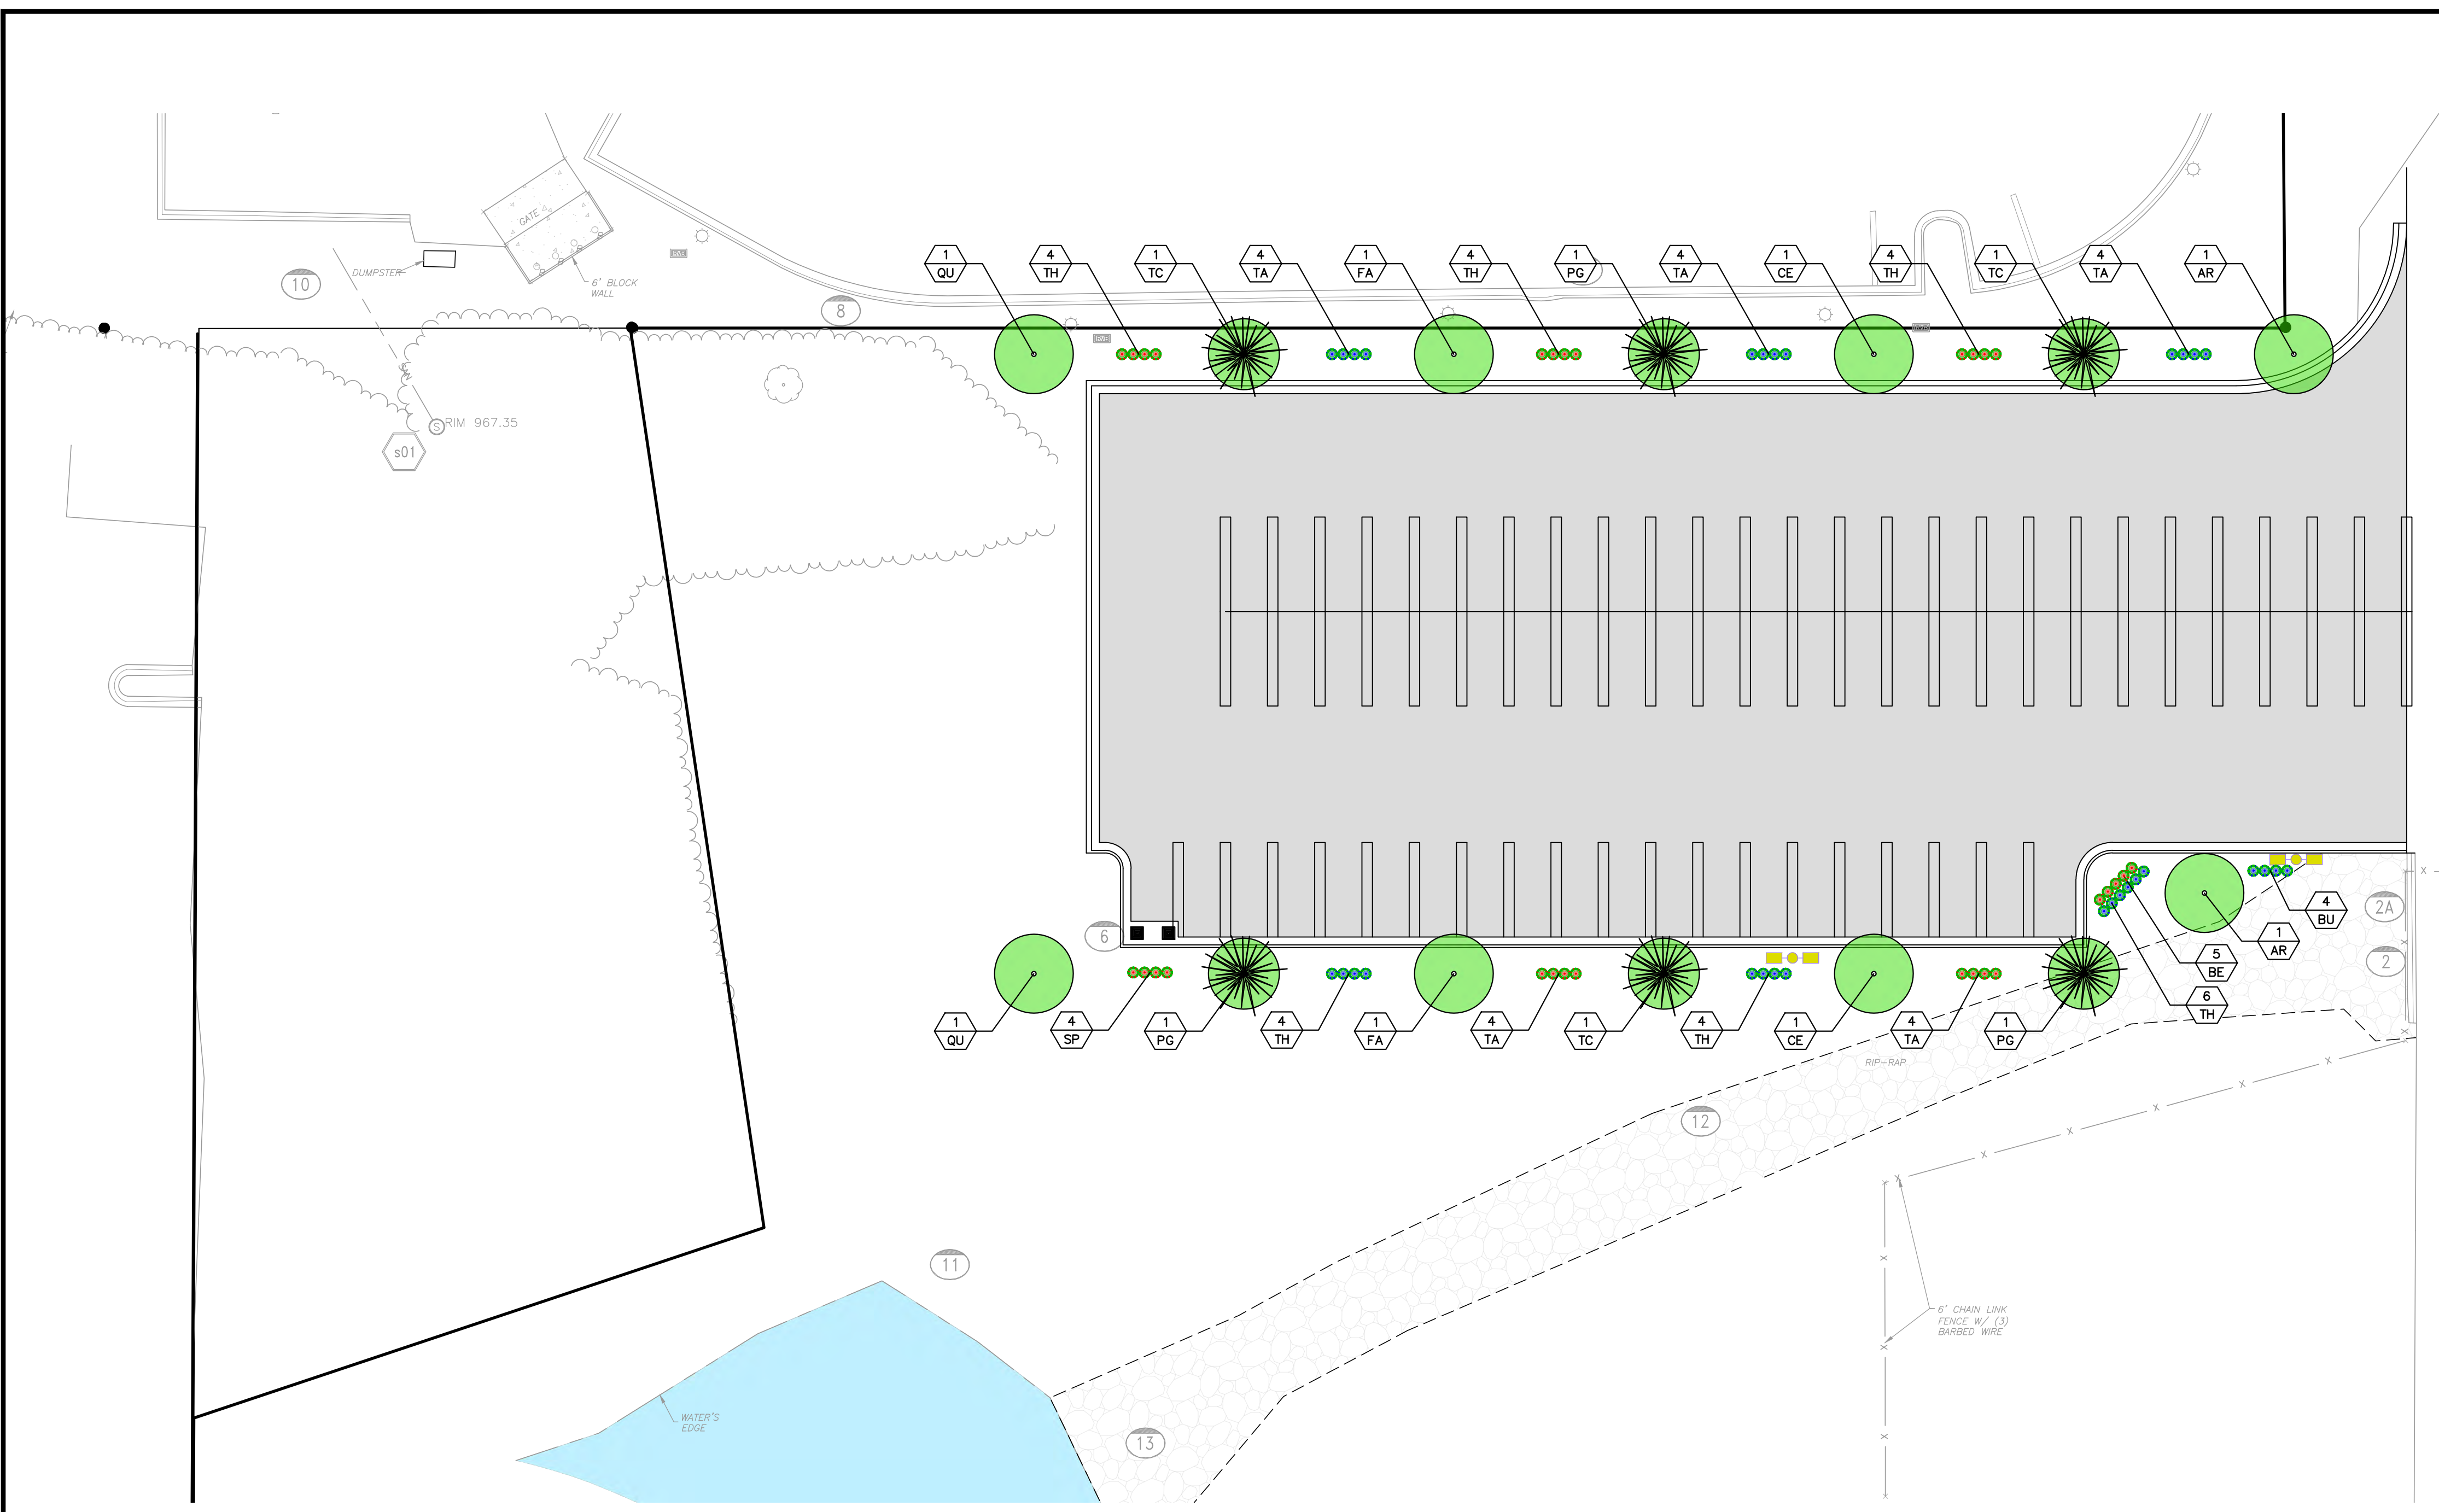 GATE
DUMPSTER
6' BLOCK
WALL
10
8
1
QU
4
TH
1
TC
4
TA
1
FA
4
TH
1
PG
4
TA
1
CE
4
TH
1
TC
4
TA
1
AR
S
RIM 967.35
s01
6
1
QU
4
SP
1
PG
4
TH
1
FA
4
TA
1
TC
4
TH
1
CE
4
TA
1
PG
4
BU
1
AR
5
BE
6
TH
2A
2
X
X
X
RIP-RAP
X
X
X
X
X
X
12
X
X
X
X
X
11
6' CHAIN LINK
FENCE W/ (3)
BARBED WIRE
WATER'S
EDGE
13